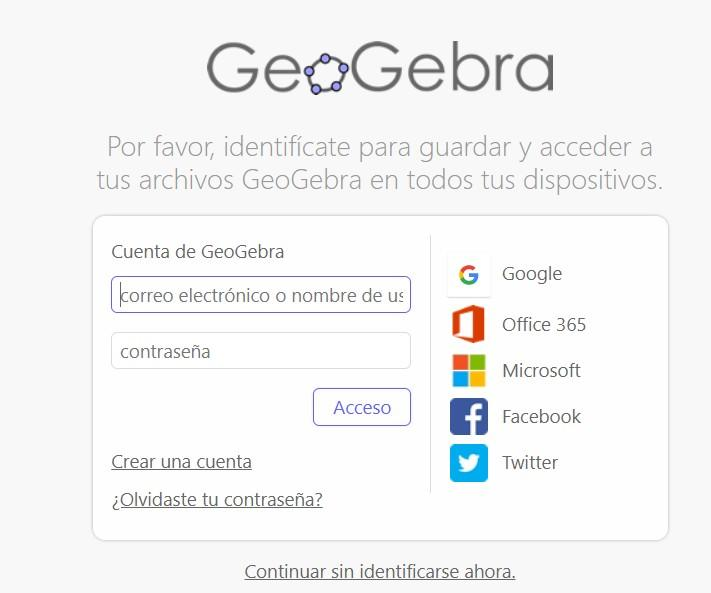 GeoGebra
Por favor, identifícate para guardar y acceder a
tus archivos GeoGebra en todos tus dispositivos.
Cuenta de GeoGebra
correo electrónico o nombre de us
contraseña
Acceso
Crear una cuenta
¿Olvidaste tu contraseña?
Google
Office 365
Microsoft
Facebook
Twitter
Continuar sin identificarse ahora.